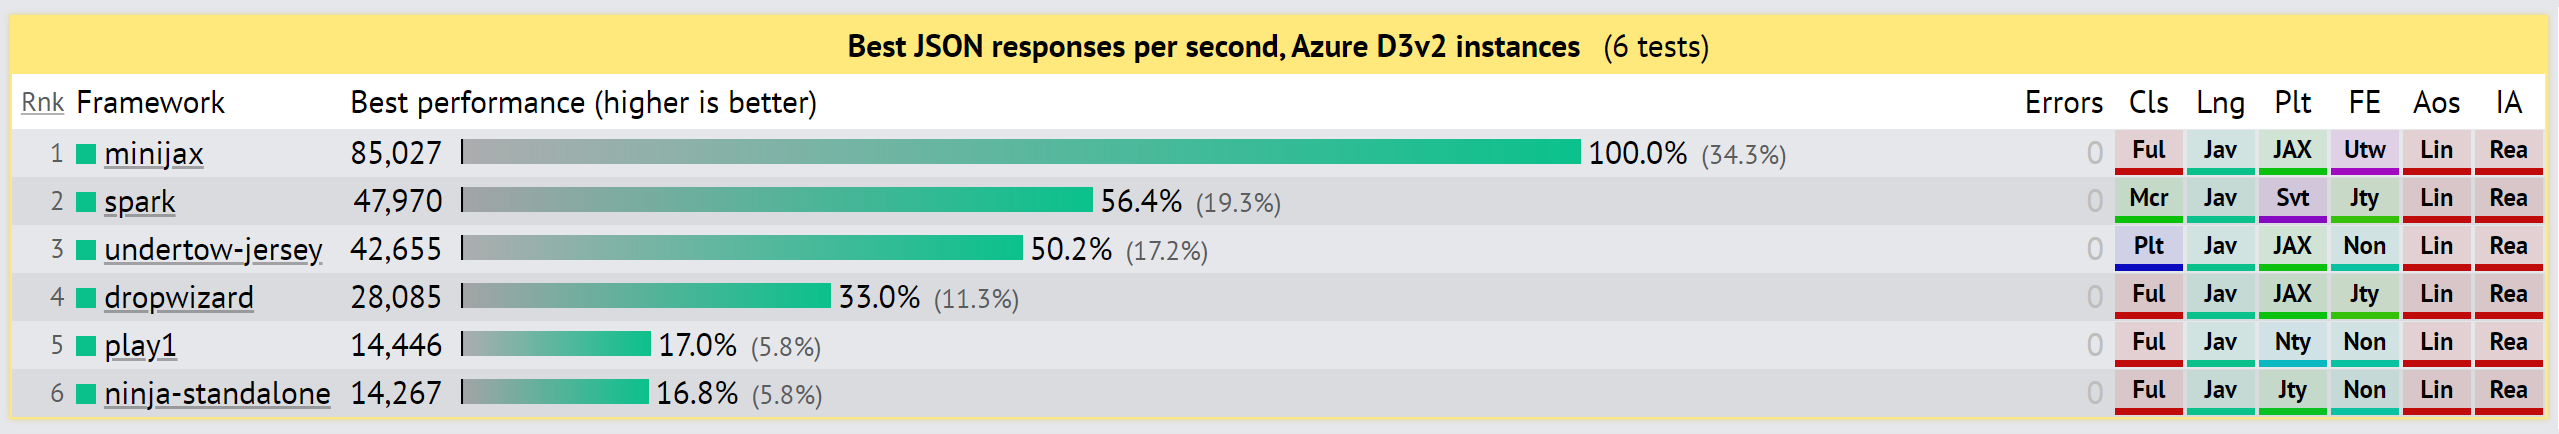 Best JSON responses per second, Azure D3v2 instances (6 tests)
Rnk Framework Best performance (higher is better) Errors Cls Lng Plt FE Aos IA
1 minijax 85,027 100.0% (34.3%) 0 Ful Jav JAX Utw Lin Rea
2 spark 47,970 56.4% (19.3%) 0 Mcr Jav Svt Jty Lin Rea
3 undertow-jersey 42,655 50.2% (17.2%) 0 Plt Jav JAX Non Lin Rea
4 dropwizard 28,085 33.0% (11.3%) 0 Ful Jav JAX Jty Lin Rea
5 play1 14,446 17.0% (5.8%) 0 Ful Jav Nty Non Lin Rea
6 ninja-standalone 14,267 16.8% (5.8%) 0 Ful Jav Jty Non Lin Rea